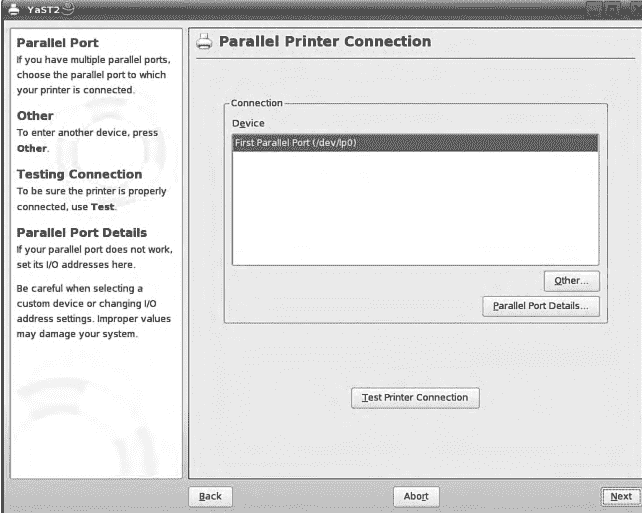 YaST2
Parallel Port
If you have multiple parallel ports,
choose the parallel port to which
your printer is connected.
Other
To enter another device, press
Other.
Testing Connection
To be sure the printer is properly
connected, use Test.
Parallel Port Details
If your parallel port does not work,
set its I/O addresses here.
Be careful when selecting a
custom device or changing I/O
address settings. Improper values
may damage your system.
Parallel Printer Connection
Connection
Device
First Parallel Port (/dev/lp0)
Other...
Parallel Port Details...
Test Printer Connection
Back
Abort
Next